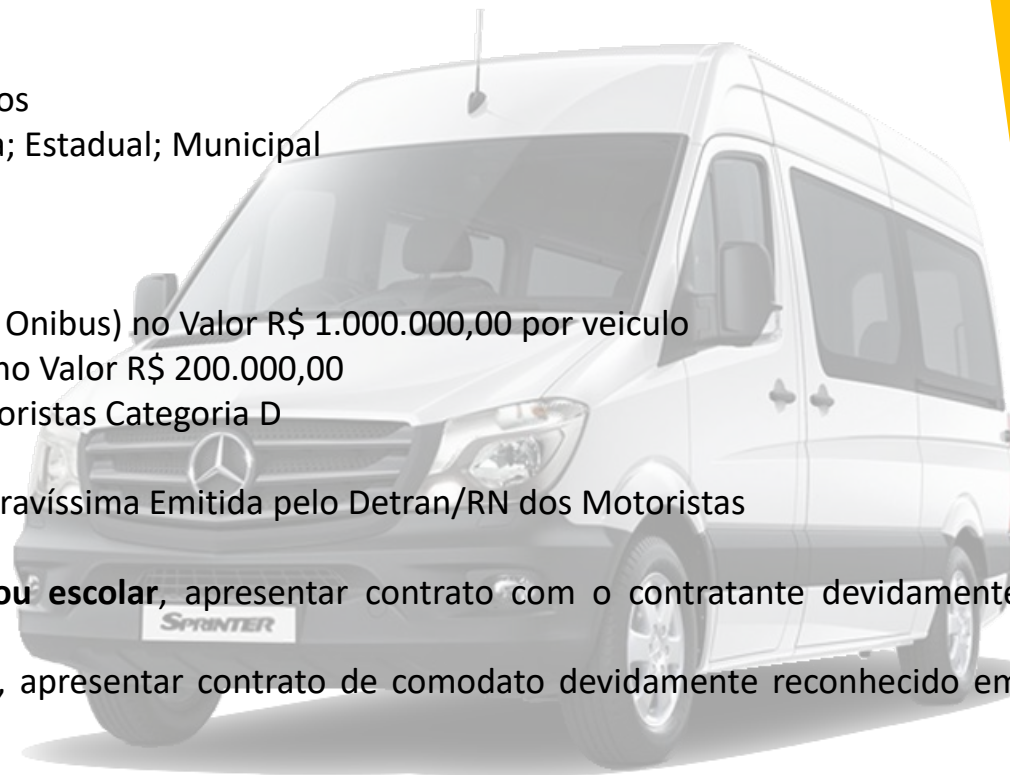 os
; Estadual; Municipal
Onibus) no Valor R$ 1.000.000,00 por veiculo
no Valor R$ 200.000,00
oristas Categoria D
ravíssima Emitida pelo Detran/RN dos Motoristas
ou escolar, apresentar contrato com o contratante devidamente
SPRINTER
, apresentar contrato de comodato devidamente reconhecido em